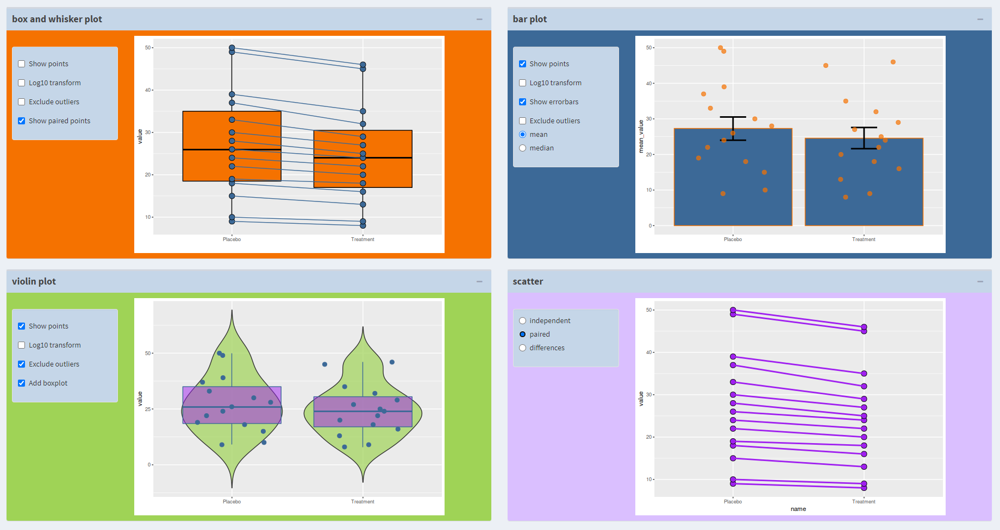 box and whisker plot
Show points
Log10 transform
Exclude outliers
Show paired points
value
50
40
30
20
10
Placebo Treatment
bar plot
Show points
Log10 transform
Show errorbars
Exclude outliers
mean
median
mean_value
50
40
30
20
10
0
Placebo Treatment
violin plot
Show points
Log10 transform
Exclude outliers
Add boxplot
value
50
25
0
Placebo Treatment
scatter
independent
paired
differences
value
50
40
30
20
10
Placebo Treatment
name